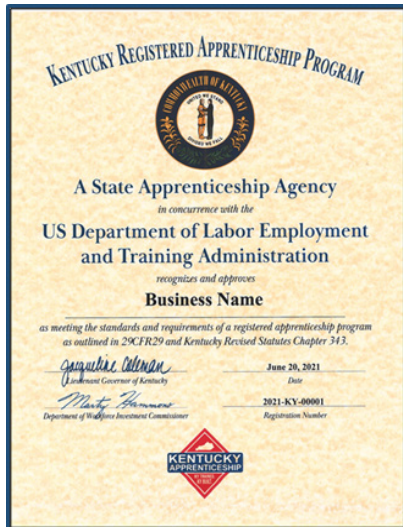 KENTUCKY REGISTERED APPRENTICESHIP PROGRAM
COMMONWEALTH OF KENTUCKY
UNITED WE STAND
DIVIDED WE FALL
A State Apprenticeship Agency
in concurrence with the
US Department of Labor Employment
and Training Administration
recognizes and approves
Business Name
as meeting the standards and requirements of a registered apprenticeship program
as outlined in 29CFR29 and Kentucky Revised Statutes Chapter 343.
Jacqueline Coleman June 20, 2021
Lieutenant Governor of Kentucky Date
Marty Hammons 2021-KY-00001
Department of Workforce Investment Commissioner Registration Number
KENTUCKY
APPRENTICESHIP